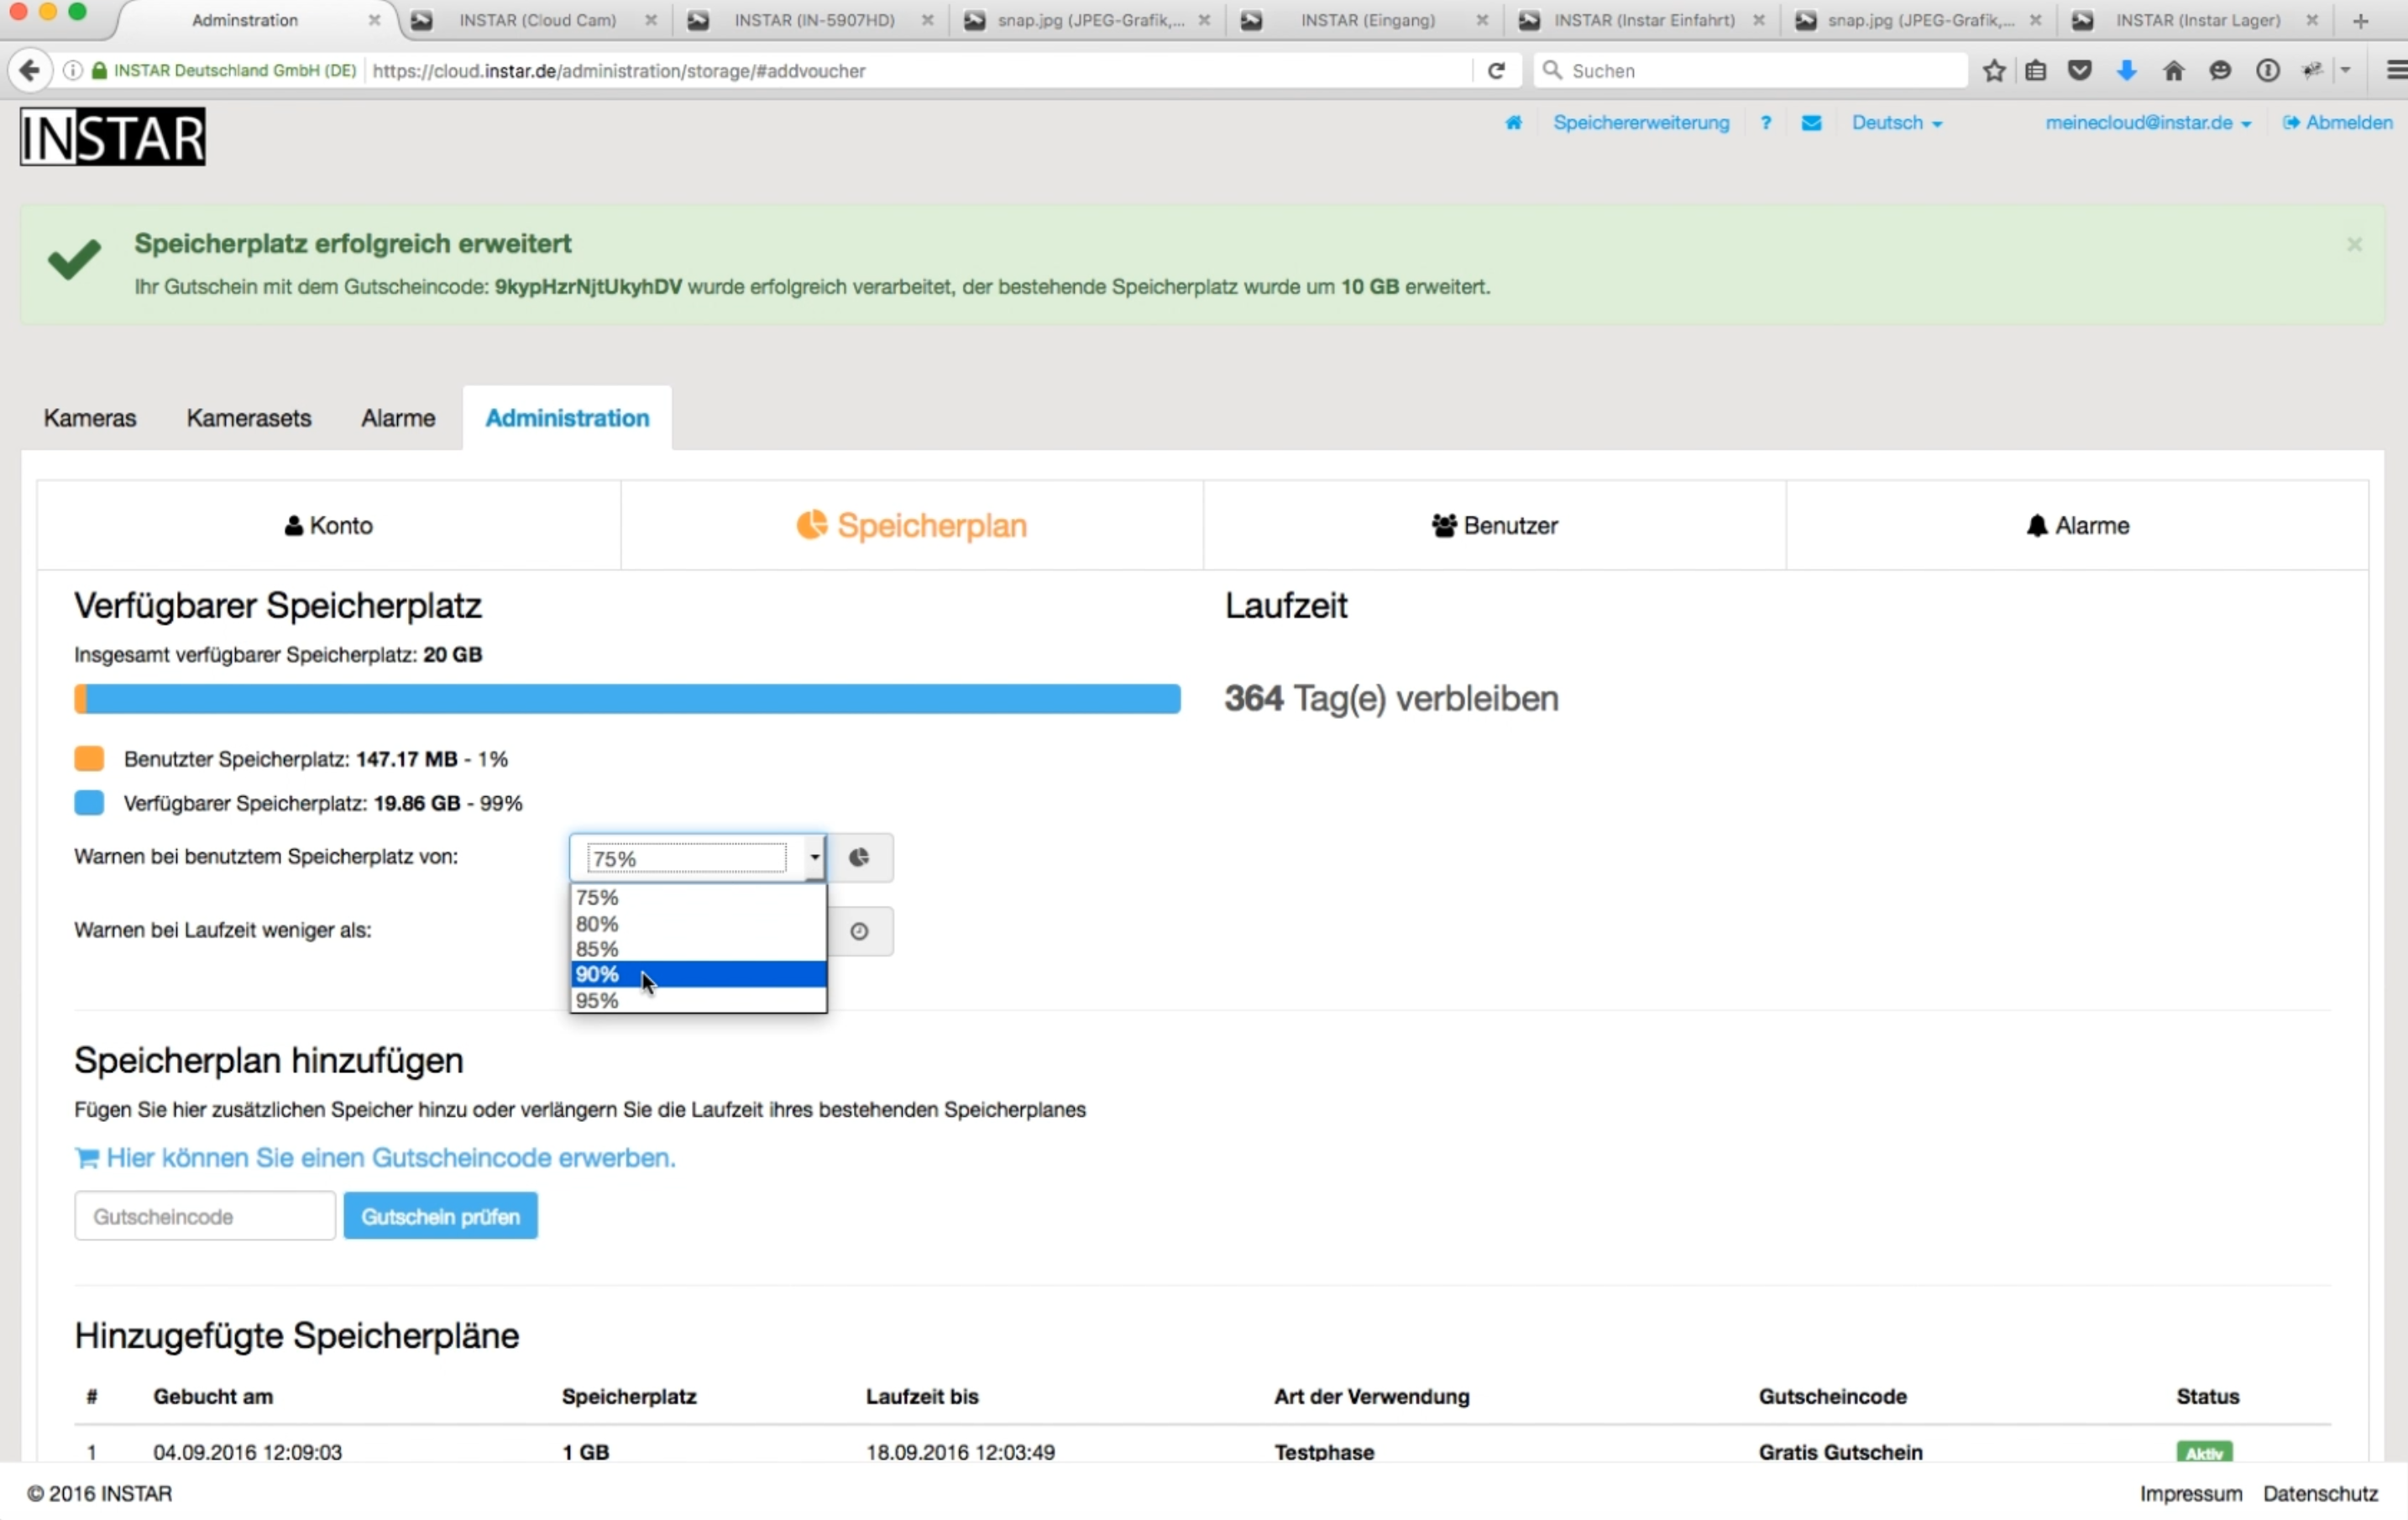 Adminstration
INSTAR (Cloud Cam)
INSTAR (IN-5907HD)
snap.jpg (JPEG-Grafik,...
INSTAR (Eingang)
INSTAR (Instar Einfahrt)
snap.jpg (JPEG-Grafik,...
INSTAR (Instar Lager)
INSTAR Deutschland GmbH (DE)
https://cloud.instar.de/administration/storage/#addvoucher
Suchen
INSTAR
Speichererweiterung
?
Deutsch
meinecloud@instar.de
Abmelden
Speicherplatz erfolgreich erweitert
Ihr Gutschein mit dem Gutscheincode: 9kypHzrNjtUkyhDV wurde erfolgreich verarbeitet, der bestehende Speicherplatz wurde um 10 GB erweitert.
Kameras
Kamerasets
Alarme
Administration
Konto
Speicherplan
Benutzer
Alarme
Verfügbarer Speicherplatz
Laufzeit
Insgesamt verfügbarer Speicherplatz: 20 GB
364 Tag(e) verbleiben
Benutzter Speicherplatz: 147.17 MB - 1%
Verfügbarer Speicherplatz: 19.86 GB - 99%
Warnen bei benutztem Speicherplatz von:
75%
75%
80%
85%
90%
95%
Warnen bei Laufzeit weniger als:
Speicherplan hinzufügen
Fügen Sie hier zusätzlichen Speicher hinzu oder verlängern Sie die Laufzeit ihres bestehenden Speicherplanes
Hier können Sie einen Gutscheincode erwerben.
Gutscheincode
Gutschein prüfen
Hinzugefügte Speicherpläne
# Gebucht am Speicherplatz Laufzeit bis Art der Verwendung Gutscheincode Status
1 04.09.2016 12:09:03 1 GB 18.09.2016 12:03:49 Testphase Gratis Gutschein Aktiv
© 2016 INSTAR
Impressum
Datenschutz